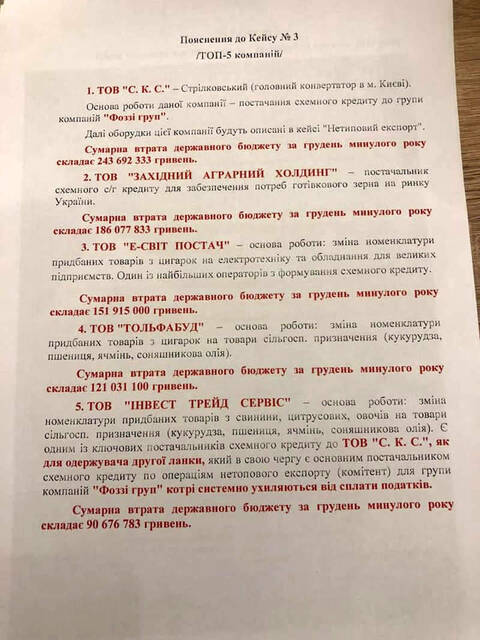 Пояснення до Кейсу № 3
/ТОП-5 компаній/
1. ТОВ "С. К. С." – Стрілковський (головний конвертатор в м. Києві).
Основа роботи даної компанії – постачання схемного кредиту до групи
компаній "Фоззі груп".
Далі оборудки цієї компанії будуть описані в кейсі "Нетиповий експорт".
Сумарна втрата державного бюджету за грудень минулого року
складає 243 692 333 гривень.
2. ТОВ "ЗАХІДНИЙ АГРАРНИЙ ХОЛДИНГ" – постачальник
схемного с/г кредиту для забезпечення потреб готівкового зерна на ринку
України.
Сумарна втрата державного бюджету за грудень минулого року
складає 186 077 833 гривень.
3. ТОВ "Е-СВІТ ПОСТАЧ" – основа роботи: зміна номенклатури
придбаних товарів з цигарок на електротехніку та обладнання для великих
підприємств. Один із найбільших операторів з формування схемного кредиту.
Сумарна втрата державного бюджету за грудень минулого року
складає 151 915 000 гривень.
4. ТОВ "ТОЛЬФАБУД" – основа роботи: зміна номенклатури
придбаних товарів з цигарок на товари сільгосп. призначення (кукурудза,
пшениця, ячмінь, соняшникова олія).
Сумарна втрата державного бюджету за грудень минулого року
складає 121 031 100 гривень.
5. ТОВ "ІНВЕСТ ТРЕЙД СЕРВІС" – основа роботи: зміна
номенклатури придбаних товарів з свинини, цитрусових, овочів на товари
сільгосп. призначення (кукурудза, пшениця, ячмінь, соняшникова олія). Є
одним із ключових постачальників схемного кредиту до ТОВ "С. К. С.", як
для одержувача другої ланки, який в свою чергу є основним постачальником
схемного кредиту по операціям нетопового експорту (комітент) для групи
компаній "Фоззі груп" котрі системно ухиляються від сплати податків.
Сумарна втрата державного бюджету за грудень минулого року
складає 90 676 783 гривень.